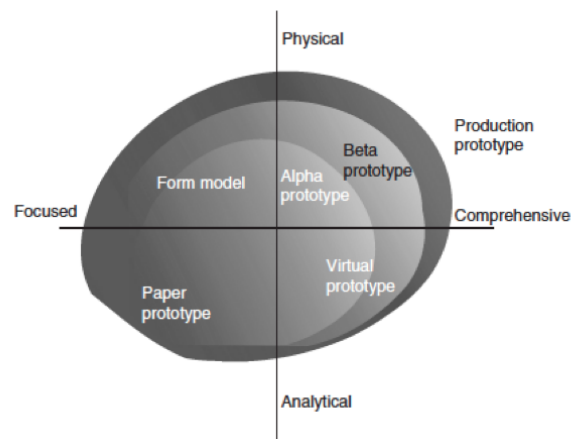 Physical
Production
prototype
Beta
prototype
Form model
Alpha
prototype
Focused
Comprehensive
Virtual
prototype
Paper
prototype
Analytical